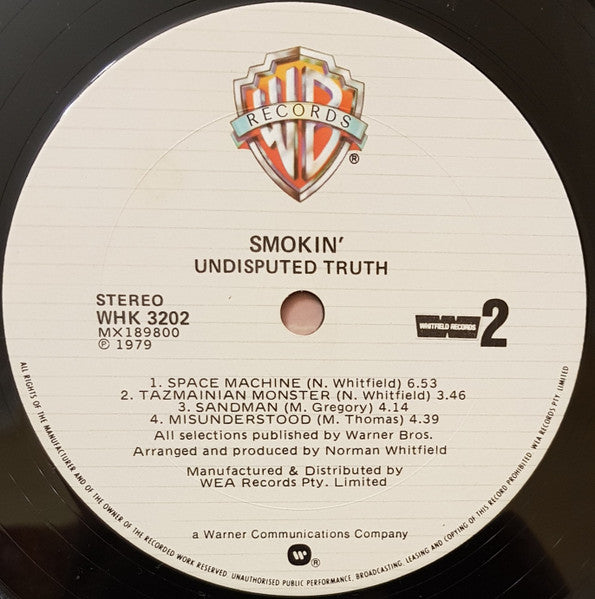 WB
RECORDS
®
SMOKIN'
UNDISPUTED TRUTH
STEREO
WHK 3202
MX189800
℗ 1979
WHITFIELD RECORDS
2
1. SPACE MACHINE (N. Whitfield) 6.53
2. TAZMAINIAN MONSTER (N. Whitfield) 3.46
3. SANDMAN (M. Gregory) 4.14
4. MISUNDERSTOOD (M. Thomas) 4.39
All selections published by Warner Bros.
Arranged and produced by Norman Whitfield
Manufactured & Distributed by
WEA Records Pty. Limited
a Warner Communications Company
®
ALL RIGHTS OF THE MANUFACTURER AND OF THE OWNER OF THE RECORDED WORK RESERVED. UNAUTHORISED PUBLIC PERFORMANCE, BROADCASTING, LEASING AND COPYING OF THIS RECORD PROHIBITED. WEA RECORDS PTY. LIMITED